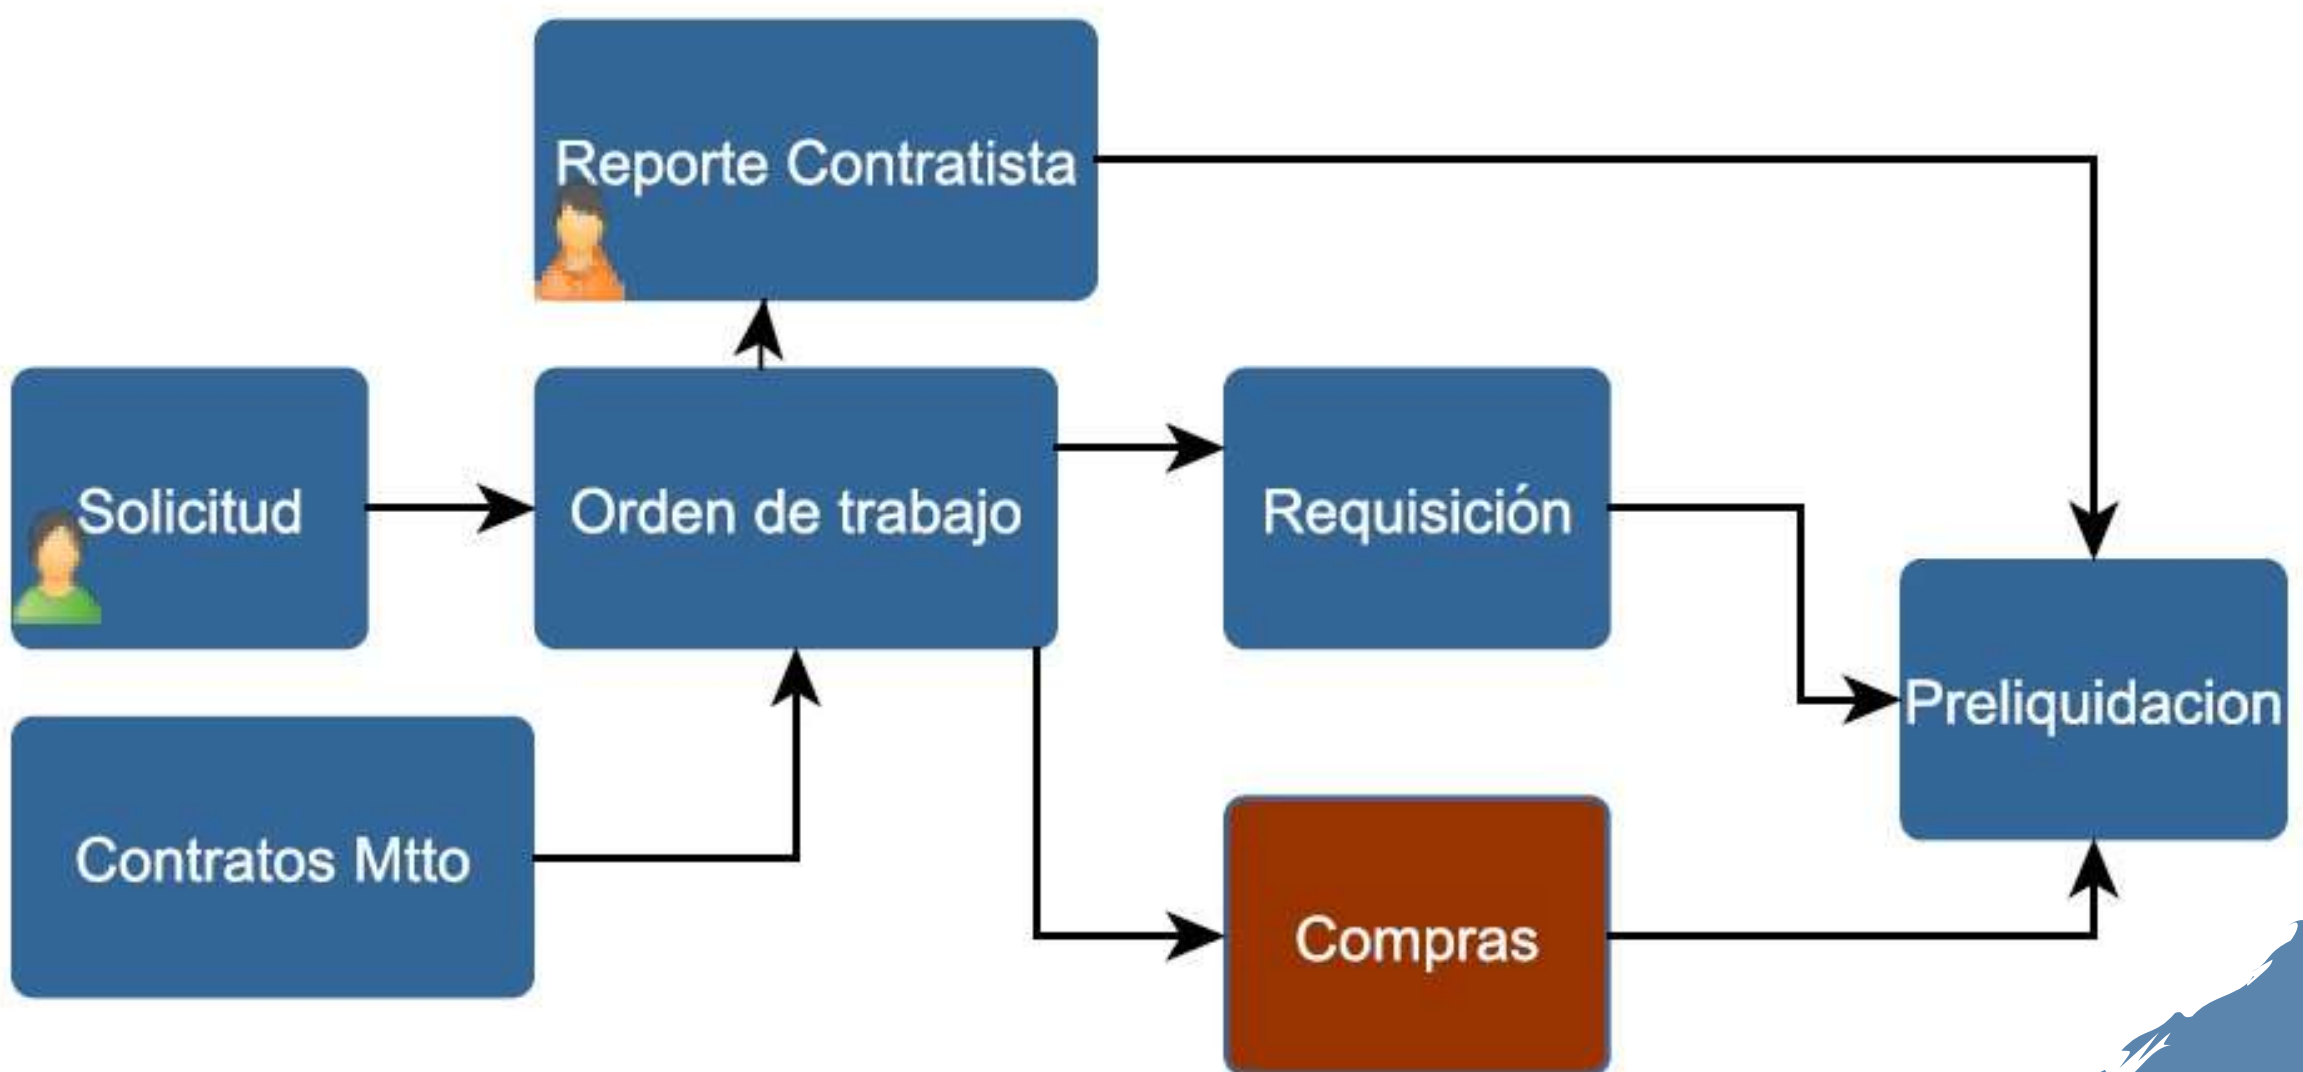 Reporte Contratista
Solicitud
Orden de trabajo
Requisición
Preliquidacion
Contratos Mtto
Compras